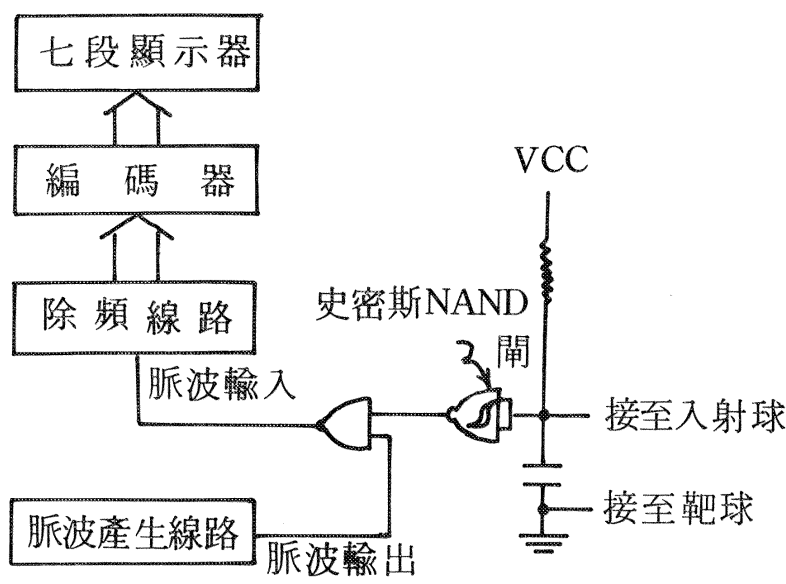 七段顯示器
編碼器
VCC
除頻線路
史密斯NAND
閘
脈波輸入
接至入射球
接至靶球
脈波產生線路
脈波輸出